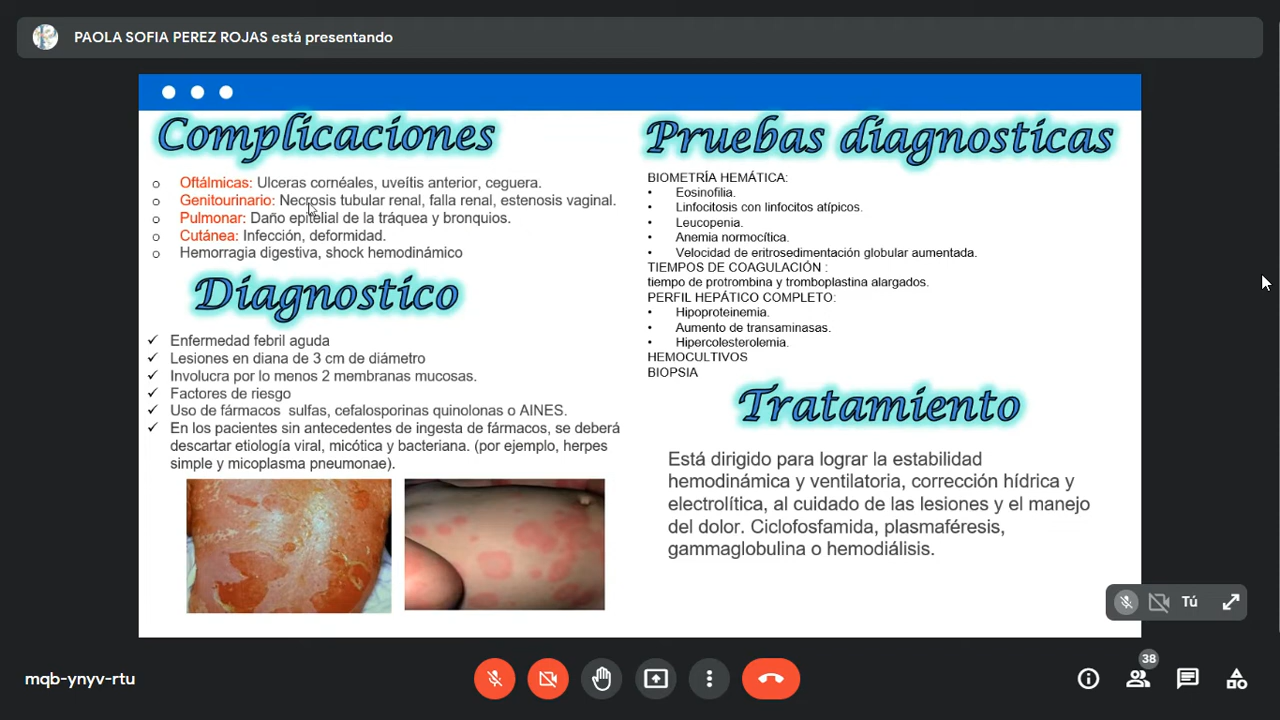 PAOLA SOFIA PEREZ ROJAS está presentando
Complicaciones
o Oftálmicas: Ulceras cornéales, uveítis anterior, ceguera.
o Genitourinario: Necrosis tubular renal, falla renal, estenosis vaginal.
o Pulmonar: Daño epitelial de la tráquea y bronquios.
o Cutánea: Infección, deformidad.
o Hemorragia digestiva, shock hemodinámico
Diagnostico
✓ Enfermedad febril aguda
✓ Lesiones en diana de 3 cm de diámetro
✓ Involucra por lo menos 2 membranas mucosas.
✓ Factores de riesgo
✓ Uso de fármacos sulfas, cefalosporinas quinolonas o AINES.
✓ En los pacientes sin antecedentes de ingesta de fármacos, se deberá
descartar etiología viral, micótica y bacteriana. (por ejemplo, herpes
simple y micoplasma pneumonae).
Pruebas diagnosticas
BIOMETRÍA HEMÁTICA:
• Eosinofilia.
• Linfocitosis con linfocitos atípicos.
• Leucopenia.
• Anemia normocítica.
• Velocidad de eritrosedimentación globular aumentada.
TIEMPOS DE COAGULACIÓN :
tiempo de protrombina y tromboplastina alargados.
PERFIL HEPÁTICO COMPLETO:
• Hipoproteinemia.
• Aumento de transaminasas.
• Hipercolesterolemia.
HEMOCULTIVOS
BIOPSIA
Tratamiento
Está dirigido para lograr la estabilidad
hemodinámica y ventilatoria, corrección hídrica y
electrolítica, al cuidado de las lesiones y el manejo
del dolor. Ciclofosfamida, plasmaféresis,
gammaglobulina o hemodiálisis.
Tú
mqb-ynyv-rtu
38